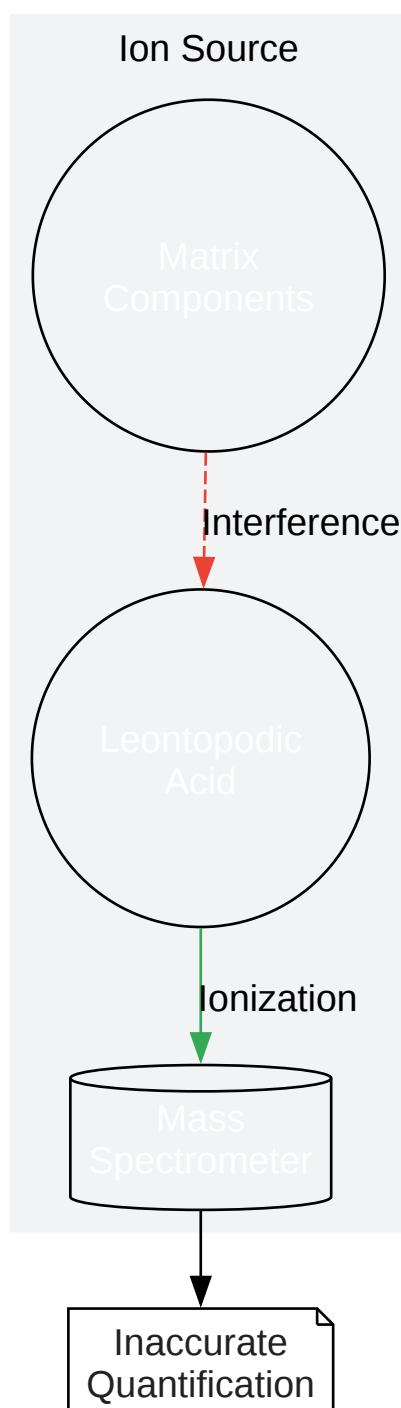 Ion Source
Matrix
Components
Interference
Leontopodic
Acid
Ionization
Mass
Spectrometer
Inaccurate
Quantification